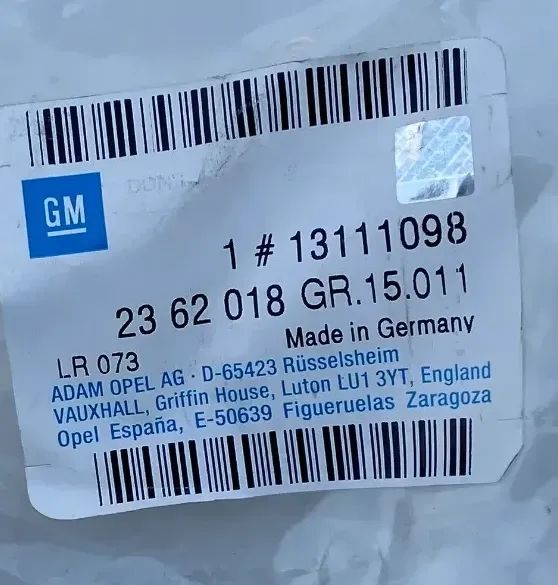 GM
1 # 13111098
23 62 018 GR.15.011
Made in Germany
LR 073
ADAM OPEL AG · D-65423 Rüsselsheim
VAUXHALL, Griffin House, Luton LU1 3YT, England
Opel España, E-50639 Figueruelas Zaragoza